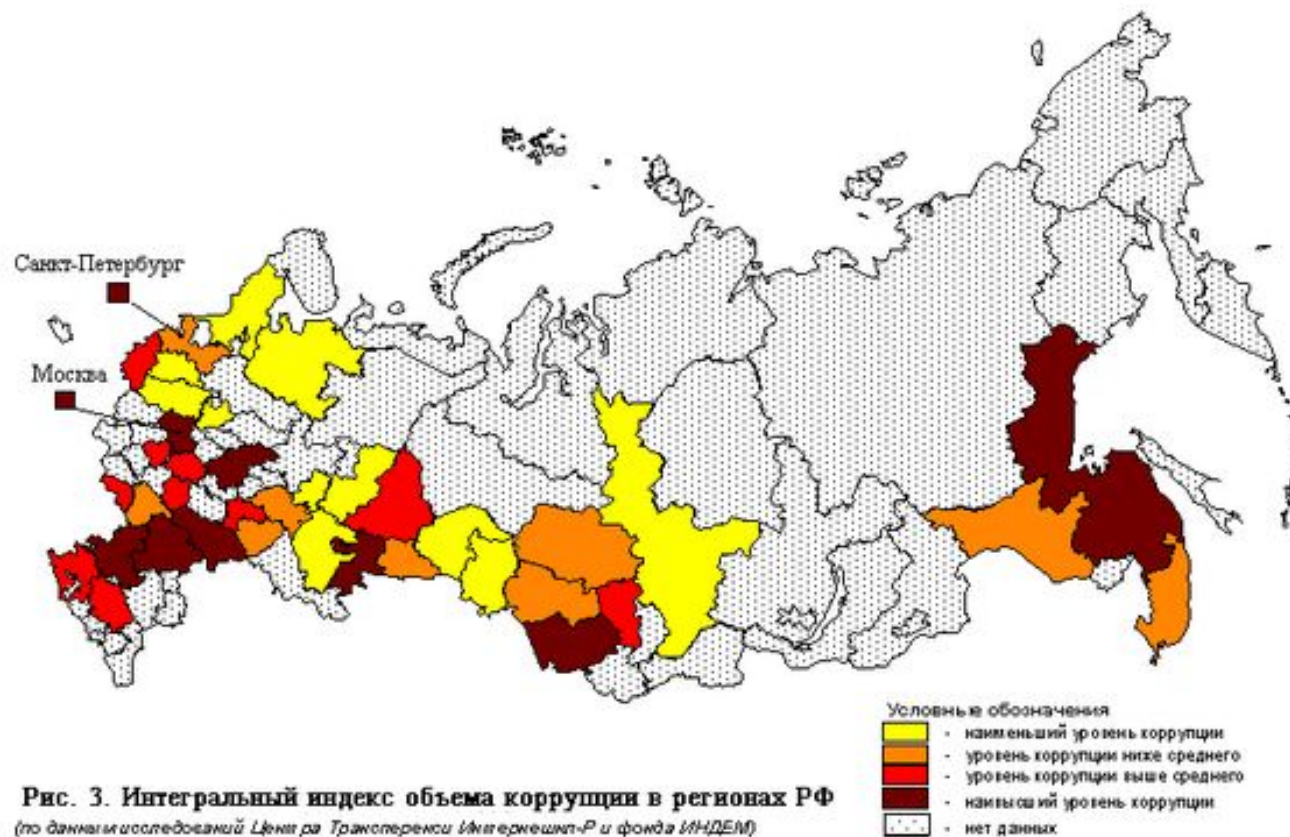 Санкт-Петербург
Москва
Условные обозначения
- наименьший уровень коррупции
- уровень коррупции ниже среднего
- уровень коррупции выше среднего
- наивысший уровень коррупции
- нет данных
Рис. 3. Интегральный индекс объема коррупции в регионах РФ
(по данным исследований Центра Трансперенси Интернешнл-Р и фонда ИНДЕМ)